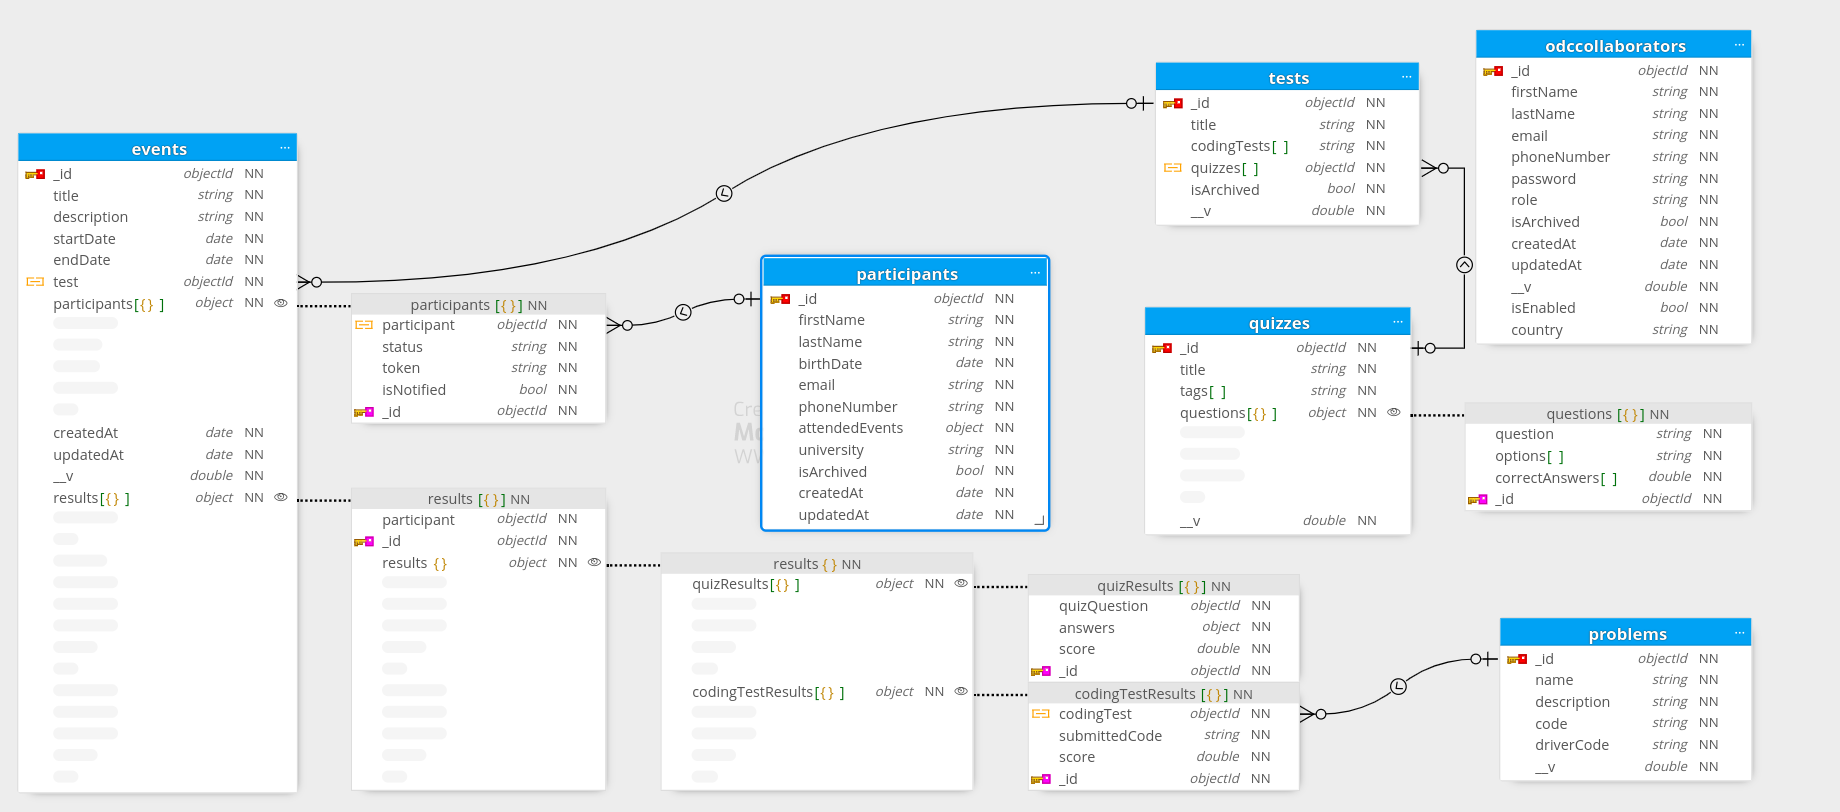 events ...
_id objectId NN
title string NN
description string NN
startDate date NN
endDate date NN
test objectId NN
participants[{} ] object NN
createdAt date NN
updatedAt date NN
__v double NN
results[{} ] object NN
participants [{}] NN
participant objectId NN
status string NN
token string NN
isNotified bool NN
_id objectId NN
results [{}] NN
participant objectId NN
_id objectId NN
results {} object NN
participants ...
_id objectId NN
firstName string NN
lastName string NN
birthDate date NN
email string NN
phoneNumber string NN
attendedEvents object NN
university string NN
isArchived bool NN
createdAt date NN
updatedAt date NN
results {} NN
quizResults[{} ] object NN
codingTestResults[{} ] object NN
quizResults [{}] NN
quizQuestion objectId NN
answers object NN
score double NN
_id objectId NN
codingTestResults [{}] NN
codingTest objectId NN
submittedCode string NN
score double NN
_id objectId NN
tests ...
_id objectId NN
title string NN
codingTests[ ] string NN
quizzes[ ] objectId NN
isArchived bool NN
__v double NN
quizzes ...
_id objectId NN
title string NN
tags[ ] string NN
questions[{} ] object NN
__v double NN
odccollaborators ...
_id objectId NN
firstName string NN
lastName string NN
email string NN
phoneNumber string NN
password string NN
role string NN
isArchived bool NN
createdAt date NN
updatedAt date NN
__v double NN
isEnabled bool NN
country string NN
questions [{}] NN
question string NN
options[ ] string NN
correctAnswers[ ] double NN
_id objectId NN
problems ...
_id objectId NN
name string NN
description string NN
code string NN
driverCode string NN
__v double NN